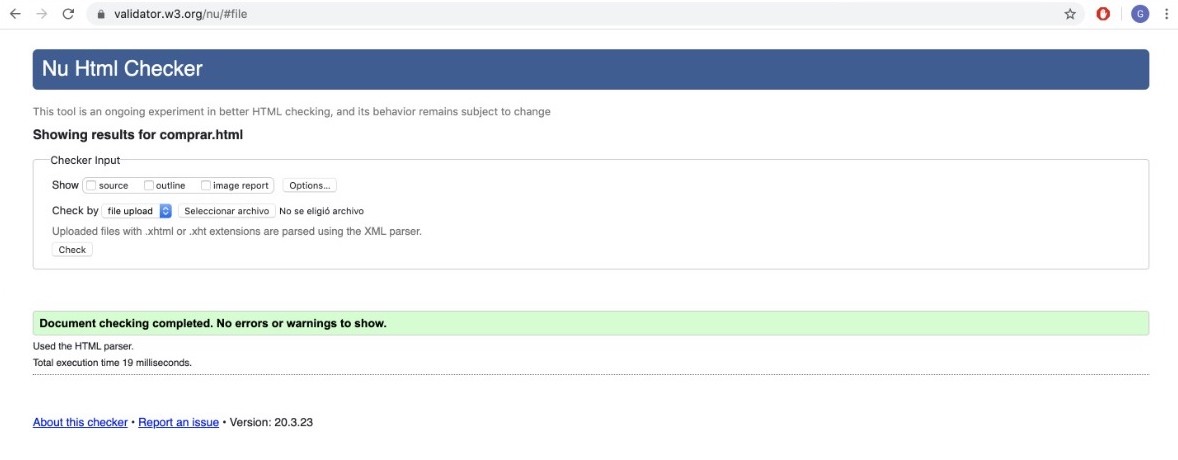 validator.w3.org/nu/#file
G
Nu Html Checker
This tool is an ongoing experiment in better HTML checking, and its behavior remains subject to change
Showing results for comprar.html
Checker Input
Show source outline image report Options...
Check by file upload Seleccionar archivo No se eligió archivo
Uploaded files with .xhtml or .xht extensions are parsed using the XML parser.
Check
Document checking completed. No errors or warnings to show.
Used the HTML parser.
Total execution time 19 milliseconds.
About this checker • Report an issue • Version: 20.3.23